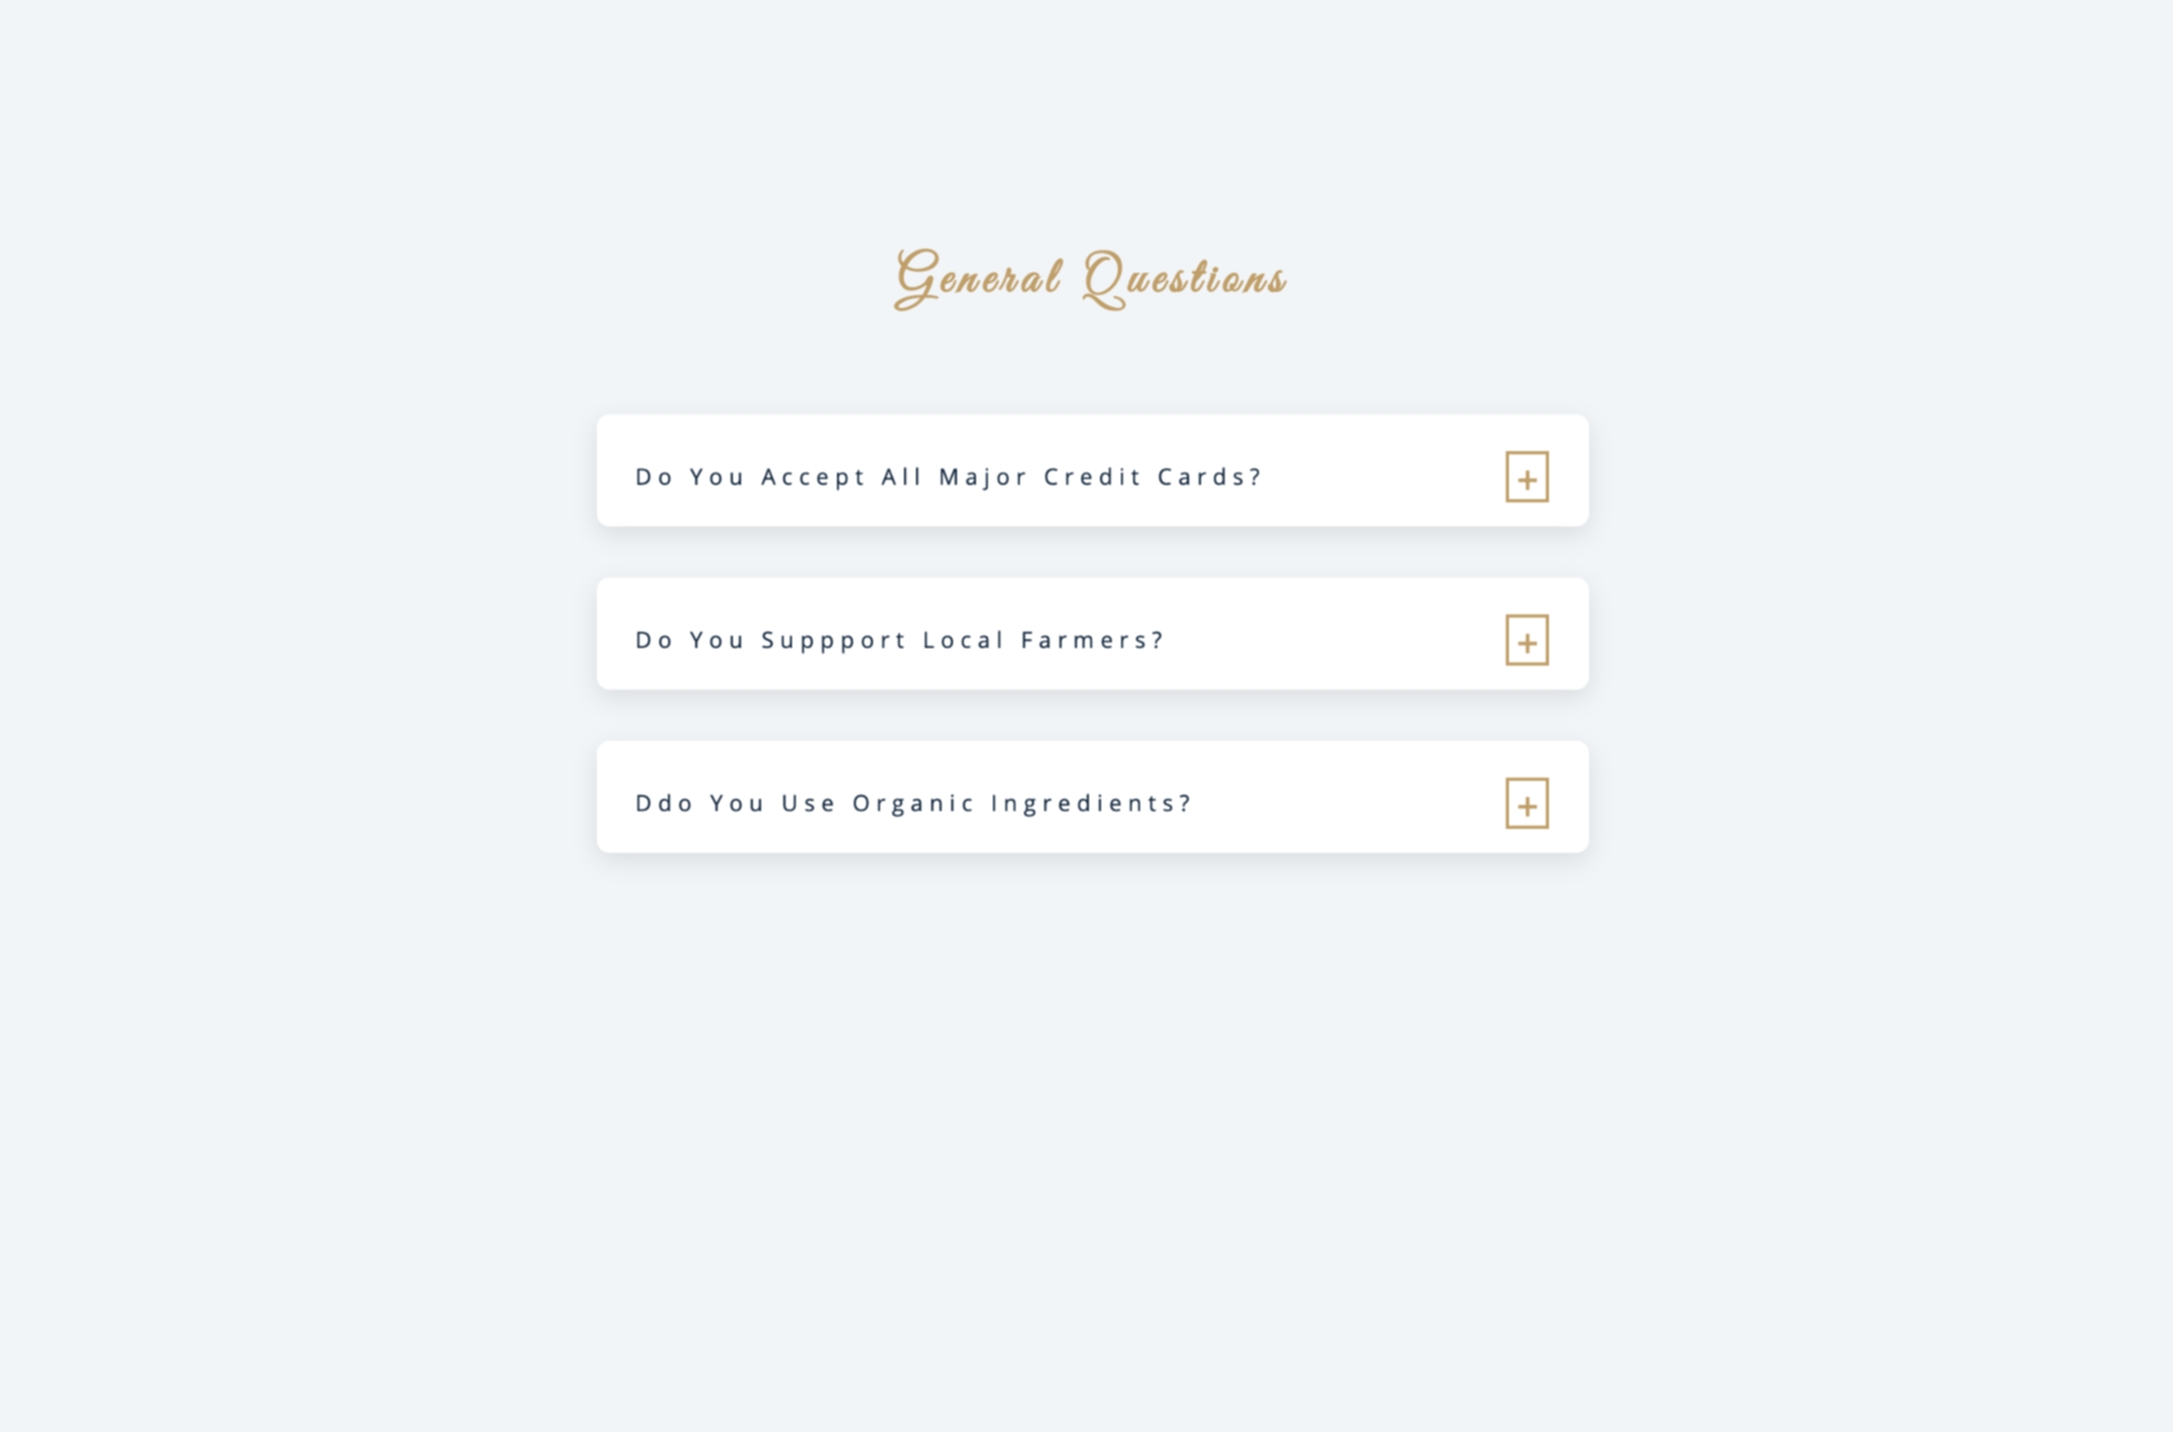 General Questions
Do You Accept All Major Credit Cards?
+
Do You Suppport Local Farmers?
+
Ddo You Use Organic Ingredients?
+